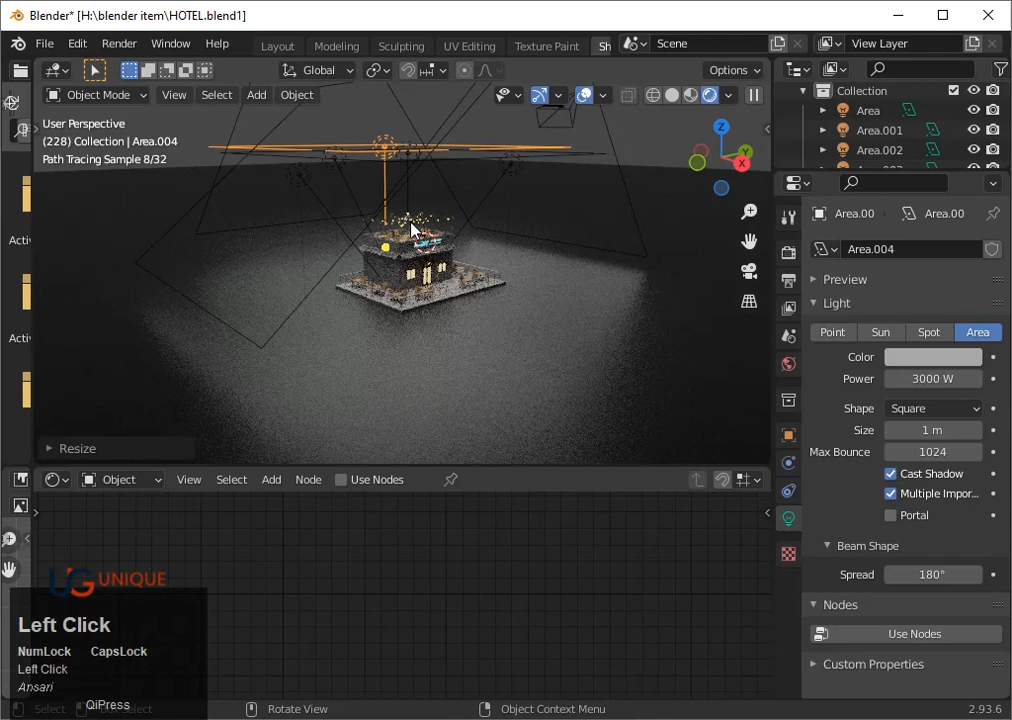 Blender* [H:\blender item\HOTEL.blend1]
File Edit Render Window Help Layout Modeling Sculpting UV Editing Texture Paint Sh Scene View Layer
Global Options
Object Mode View Select Add Object
User Perspective
(228) Collection | Area.004
Path Tracing Sample 8/32
Z
Y
X
Collection
Area
Area.001
Area.002
Area.00 Area.00
Area.004
Preview
Light
Point Sun Spot Area
Color
Power 3000 W
Shape Square
Size 1 m
Max Bounce 1024
Cast Shadow
Multiple Impor...
Portal
Beam Shape
Spread 180°
Nodes
Use Nodes
Custom Properties
Activ
Activ
Resize
Object View Select Add Node Use Nodes
UG UNIQUE
Left Click
NumLock CapsLock
Left Click
Ansari
QiPress
Select Box Select Rotate View Object Context Menu 2.93.6